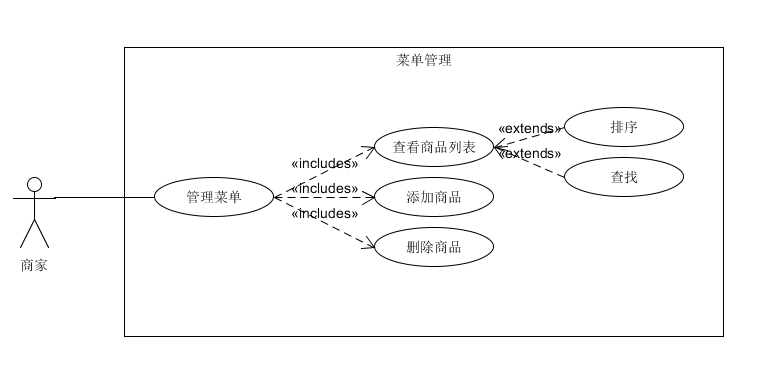 菜单管理
«extends»
排序
查看商品列表
«includes»
«extends»
查找
管理菜单
«includes»
添加商品
«includes»
删除商品
商家